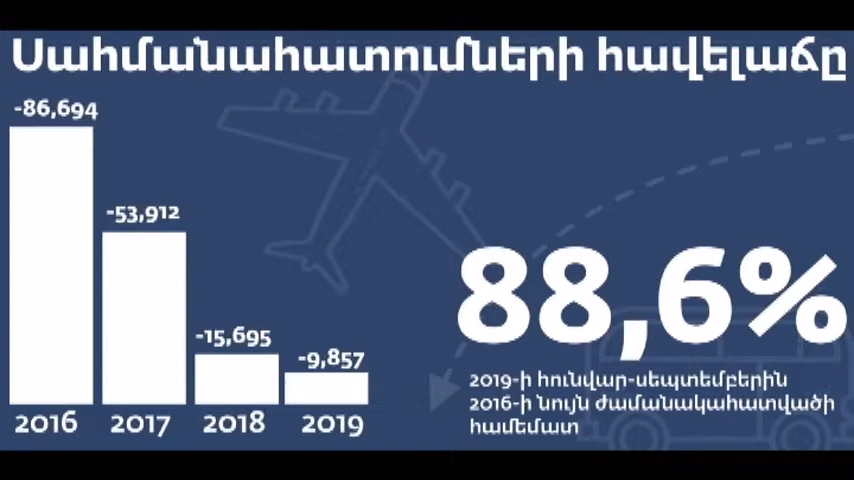 Սահմանահատումների հավելաճը
-86,694
-53,912
-15,695
-9,857
2016 2017 2018 2019
88,6%
2019-ի հունվար-սեպտեմբերին
2016-ի նույն ժամանակահատվածի
համեմատ